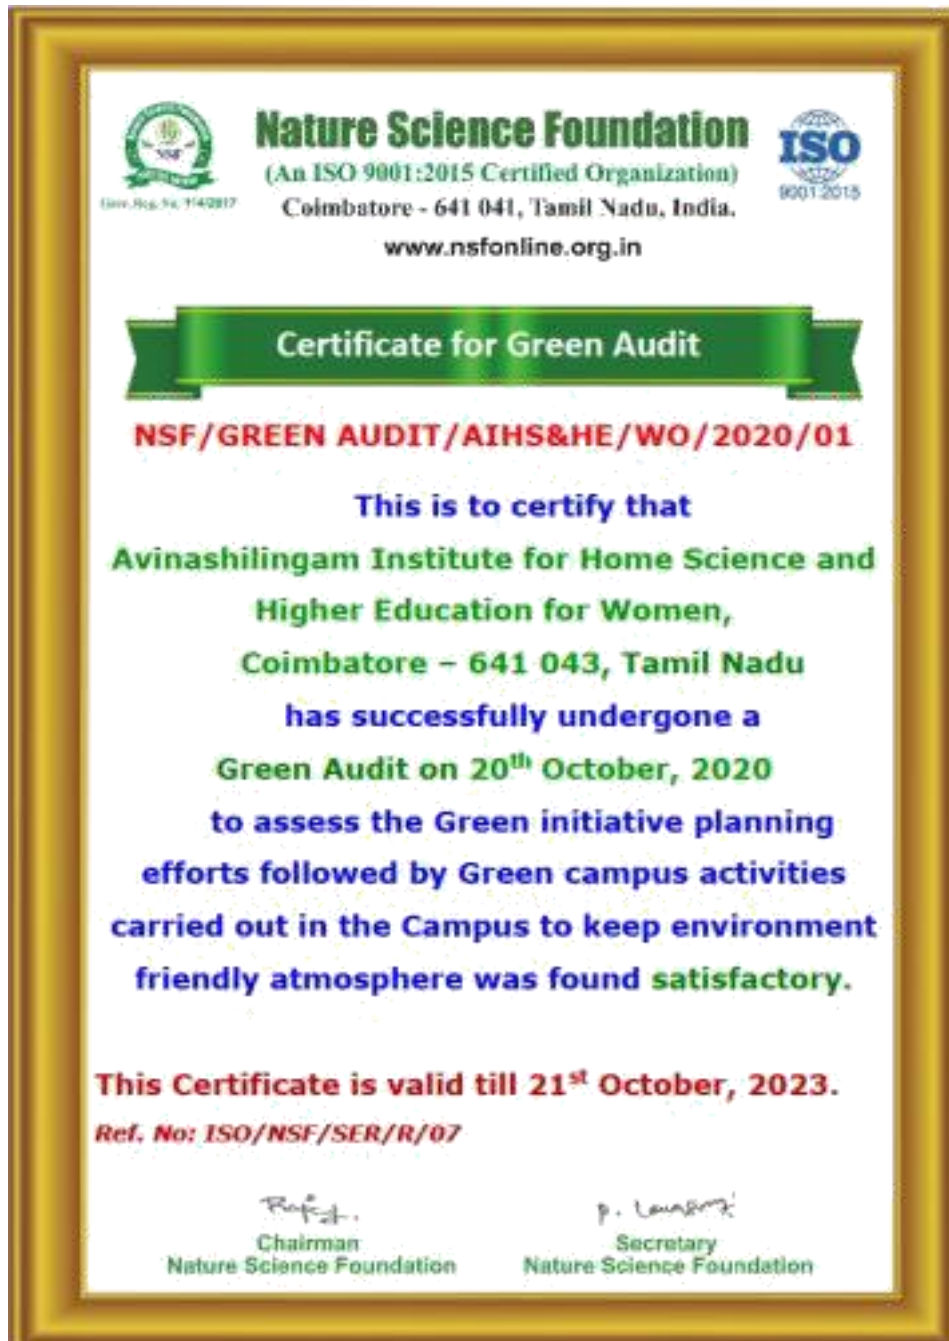 Nature Science Foundation
(An ISO 9001:2015 Certified Organization)
Coimbatore - 641 041, Tamil Nadu, India.
www.nsfonline.org.in
NSF
ISO
9001:2015
Certificate for Green Audit
NSF/GREEN AUDIT/AIHS&HE/WO/2020/01
This is to certify that
Avinashilingam Institute for Home Science and
Higher Education for Women,
Coimbatore – 641 043, Tamil Nadu
has successfully undergone a
Green Audit on 20th October, 2020
to assess the Green initiative planning
efforts followed by Green campus activities
carried out in the Campus to keep environment
friendly atmosphere was found satisfactory.
This Certificate is valid till 21st October, 2023.
Ref. No: ISO/NSF/SER/R/07
Chairman
Nature Science Foundation
Secretary
Nature Science Foundation